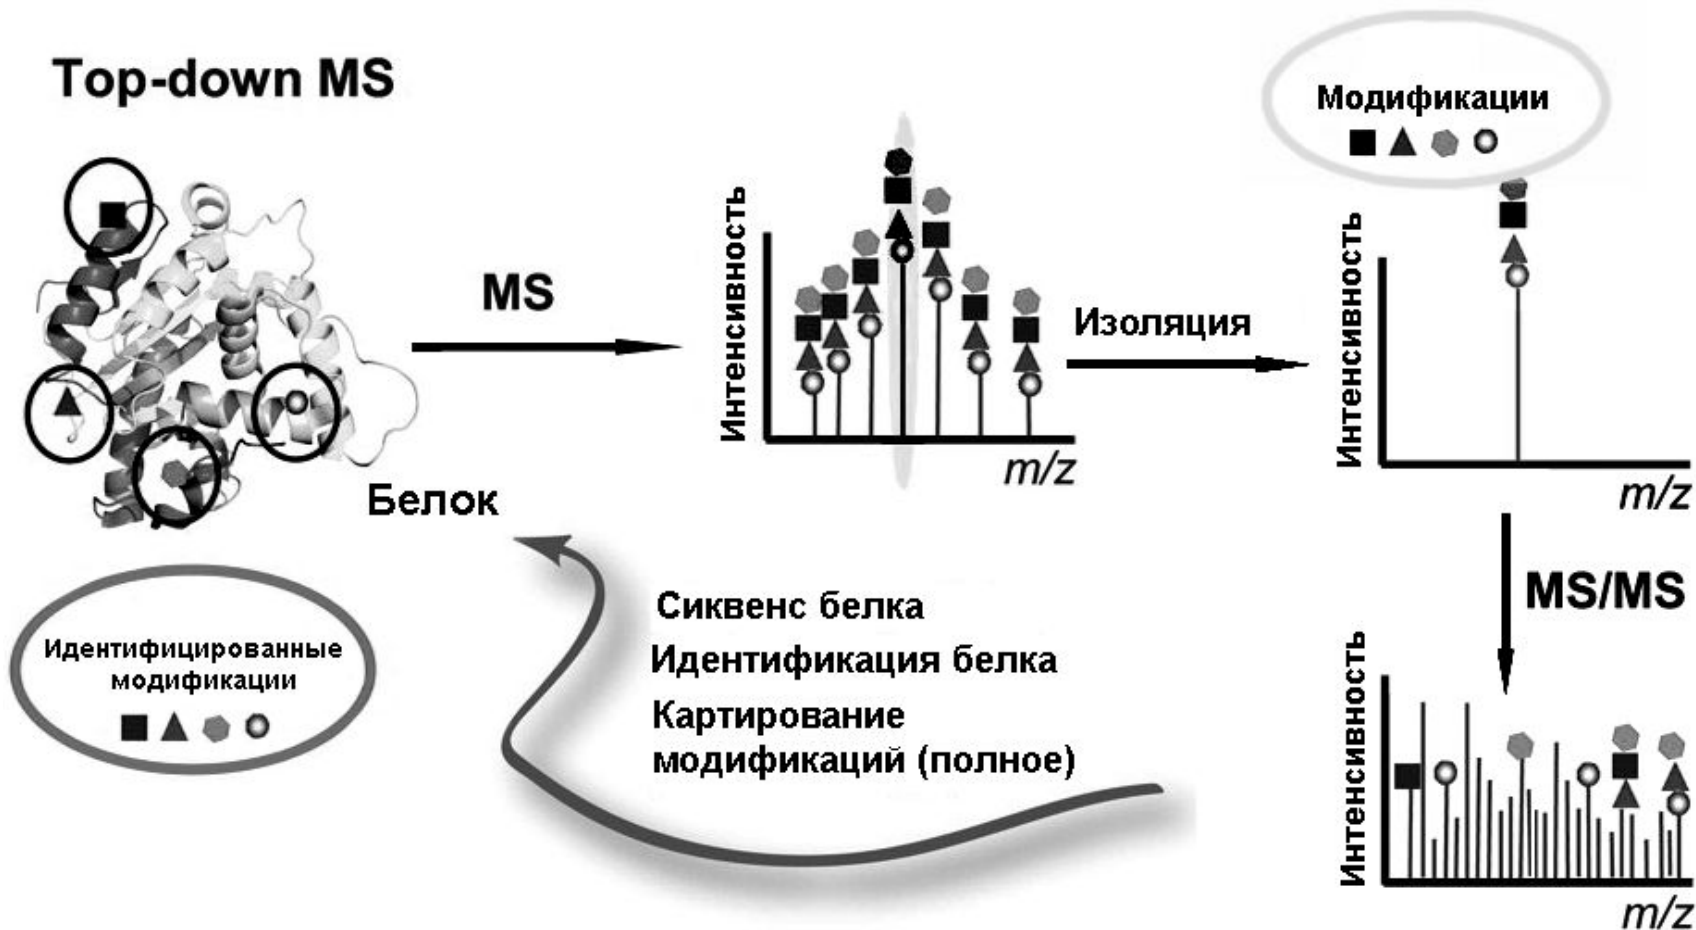 Top-down MS
Белок
MS
Интенсивность
m/z
Изоляция
Модификации
Интенсивность
m/z
MS/MS
Интенсивность
m/z
Сиквенс белка
Идентификация белка
Картирование
модификаций (полное)
Идентифицированные
модификации